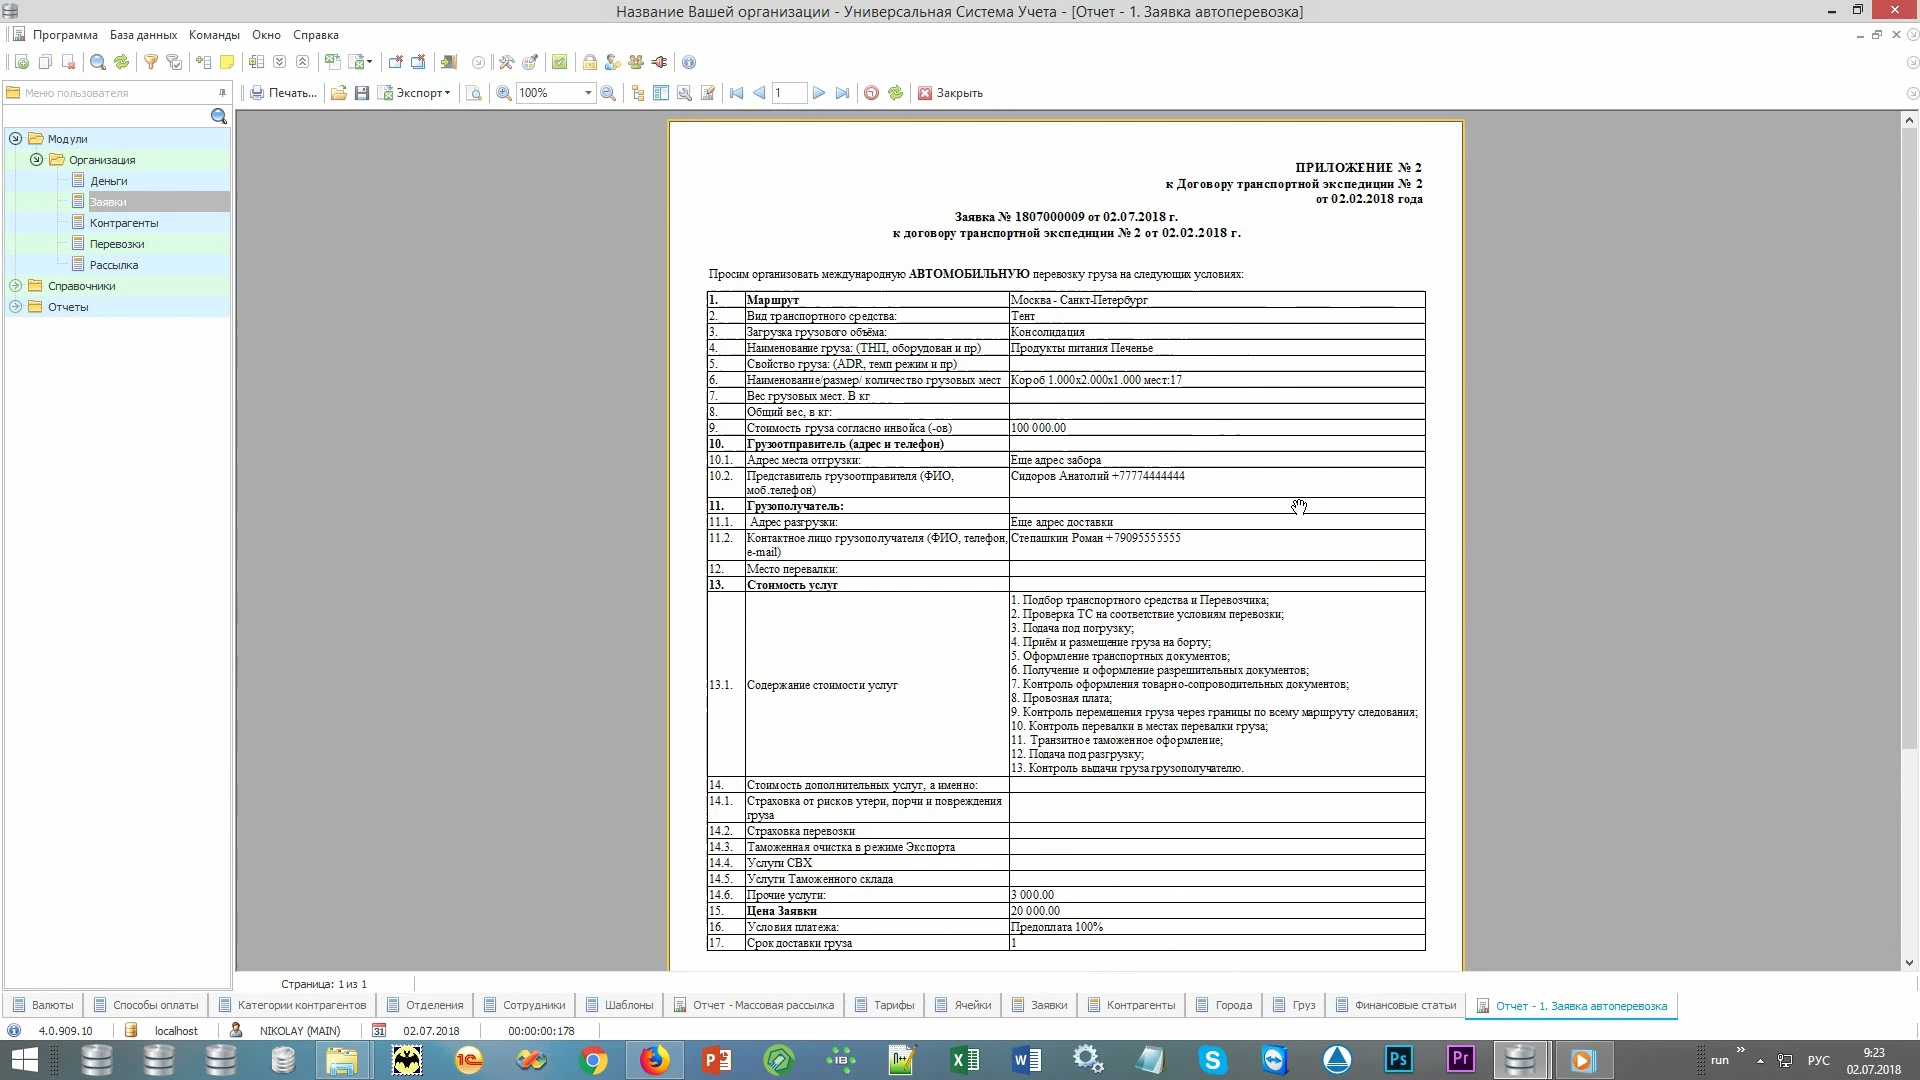 Название Вашей организации - Универсальная Система Учета - [Отчет - 1. Заявка автоперевозка]
Программа База данных Команды Окно Справка
Меню пользователя
Печать... Экспорт 100% 1 Закрыть
Модули
Организация
Деньги
Заявки
Контрагенты
Перевозки
Рассылка
Справочники
Отчеты
ПРИЛОЖЕНИЕ № 2
к Договору транспортной экспедиции № 2
от 02.02.2018 года
Заявка № 1807000009 от 02.07.2018 г.
к договору транспортной экспедиции № 2 от 02.02.2018 г.
Просим организовать международную АВТОМОБИЛЬНУЮ перевозку груза на следующих условиях:
1. Маршрут Москва - Санкт-Петербург
2. Вид транспортного средства: Тент
3. Загрузка грузового объёма: Консолидация
4. Наименование груза: (ТНП, оборудован и пр) Продукты питания Печенье
5. Свойство груза: (ADR, темп режим и пр)
6. Наименование/размер/ количество грузовых мест Короб 1.000x2.000x1.000 мест:17
7. Вес грузовых мест. В кг
8. Общий вес, в кг:
9. Стоимость груза согласно инвойса (-ов) 100 000.00
10. Грузоотправитель (адрес и телефон)
10.1. Адрес места отгрузки: Еще адрес забора
10.2. Представитель грузоотправителя (ФИО, моб.телефон) Сидоров Анатолий +77774444444
11. Грузополучатель:
11.1. Адрес разгрузки: Еще адрес доставки
11.2. Контактное лицо грузополучателя (ФИО, телефон, e-mail) Степашкин Роман +79095555555
12. Место перевалки:
13. Стоимость услуг
13.1. Содержание стоимости услуг
1. Подбор транспортного средства и Перевозчика;
2. Проверка ТС на соответствие условиям перевозки;
3. Подача под погрузку;
4. Приём и размещение груза на борту;
5. Оформление транспортных документов;
6. Получение и оформление разрешительных документов;
7. Контроль оформления товарно-сопроводительных документов;
8. Провозная плата;
9. Контроль перемещения груза через границы по всему маршруту следования;
10. Контроль перевалки в местах перевалки груза;
11. Транзитное таможенное оформление;
12. Подача под разгрузку;
13. Контроль выдачи груза грузополучателю.
14. Стоимость дополнительных услуг, а именно:
14.1. Страховка от рисков утери, порчи и повреждения груза
14.2. Страховка перевозки
14.3. Таможенная очистка в режиме Экспорта
14.4. Услуги СВХ
14.5. Услуги Таможенного склада
14.6. Прочие услуги: 3 000.00
15. Цена Заявки 20 000.00
16. Условия платежа: Предоплата 100%
17. Срок доставки груза 1
Страница: 1 из 1
Валюты Способы оплаты Категории контрагентов Отделения Сотрудники Шаблоны Отчет - Массовая рассылка Тарифы Ячейки Заявки Контрагенты Города Груз Финансовые статьи Отчет - 1. Заявка автоперевозка
4.0.909.10 localhost NIKOLAY (MAIN) 31 02.07.2018 00:00:00:178
run РУС 9:23
02.07.2018